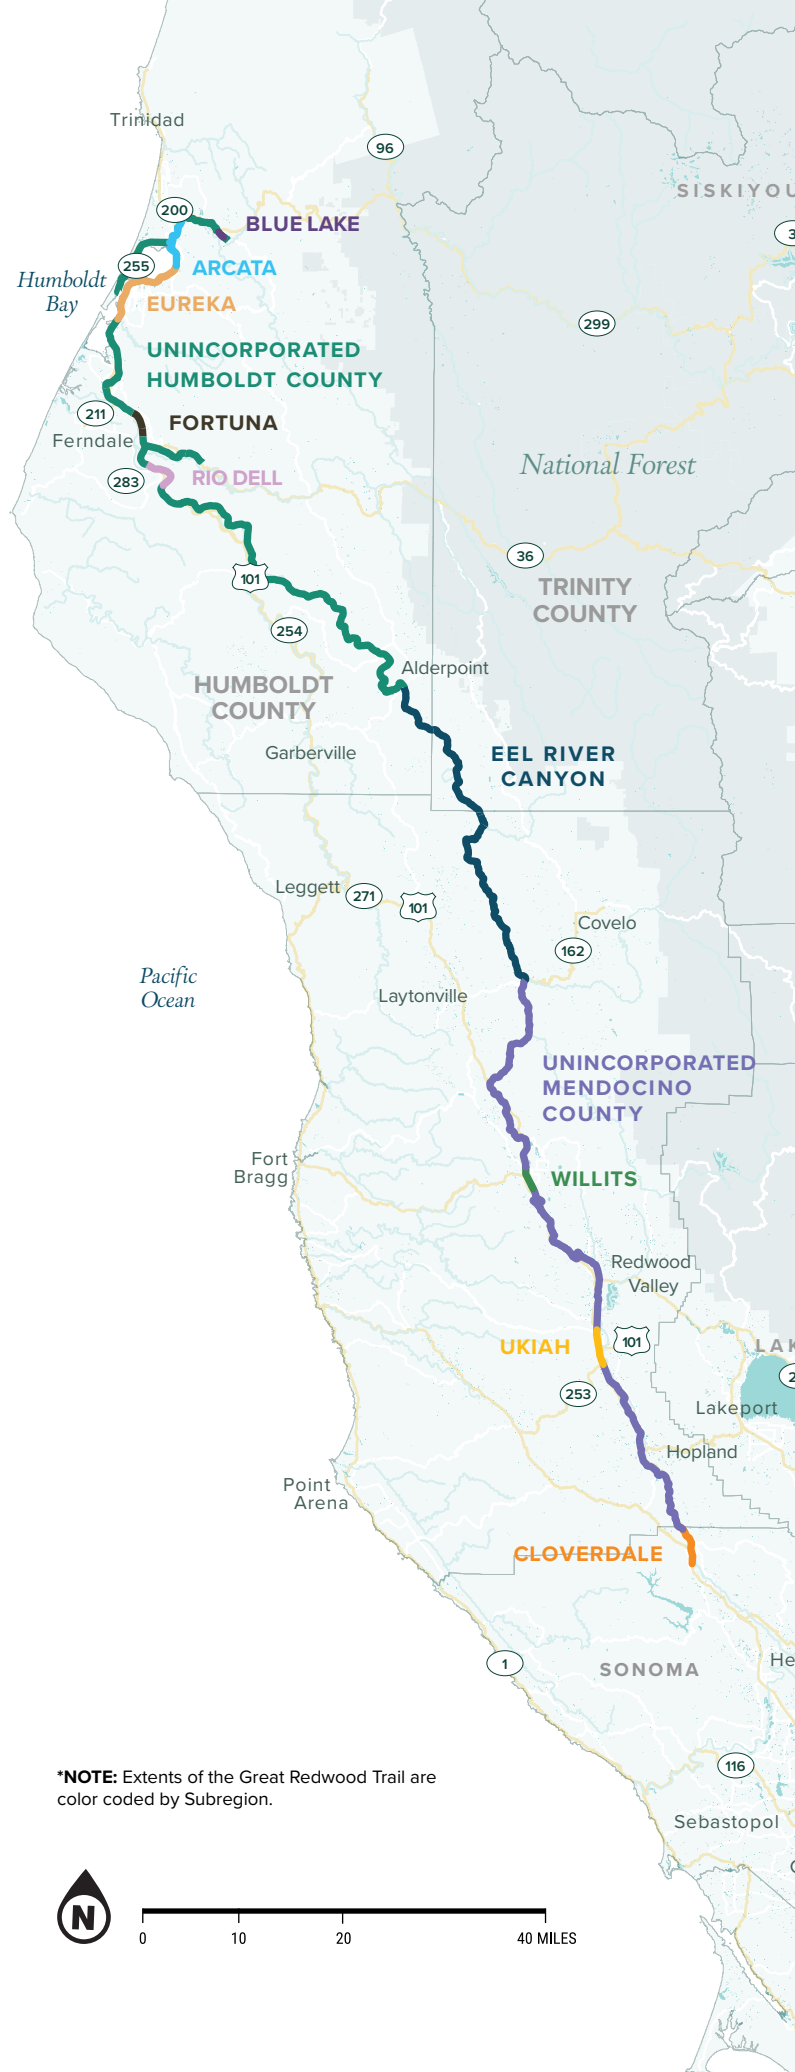 Trinidad
96
SISKIYOU
200
BLUE LAKE
3
255
ARCATA
Humboldt
Bay
EUREKA
299
UNINCORPORATED
HUMBOLDT COUNTY
211
FORTUNA
Ferndale
National Forest
283
RIO DELL
36
101
TRINITY
COUNTY
254
Alderpoint
HUMBOLDT
COUNTY
Garberville
EEL RIVER
CANYON
Leggett
271
101
Covelo
162
Pacific
Ocean
Laytonville
UNINCORPORATED
MENDOCINO
COUNTY
Fort
Bragg
WILLITS
Redwood
Valley
UKIAH
101
LAK
2
253
Lakeport
Hopland
Point
Arena
CLOVERDALE
1
He
SONOMA
116
*NOTE: Extents of the Great Redwood Trail are
color coded by Subregion.
Sebastopol
N
0 10 20 40 MILES